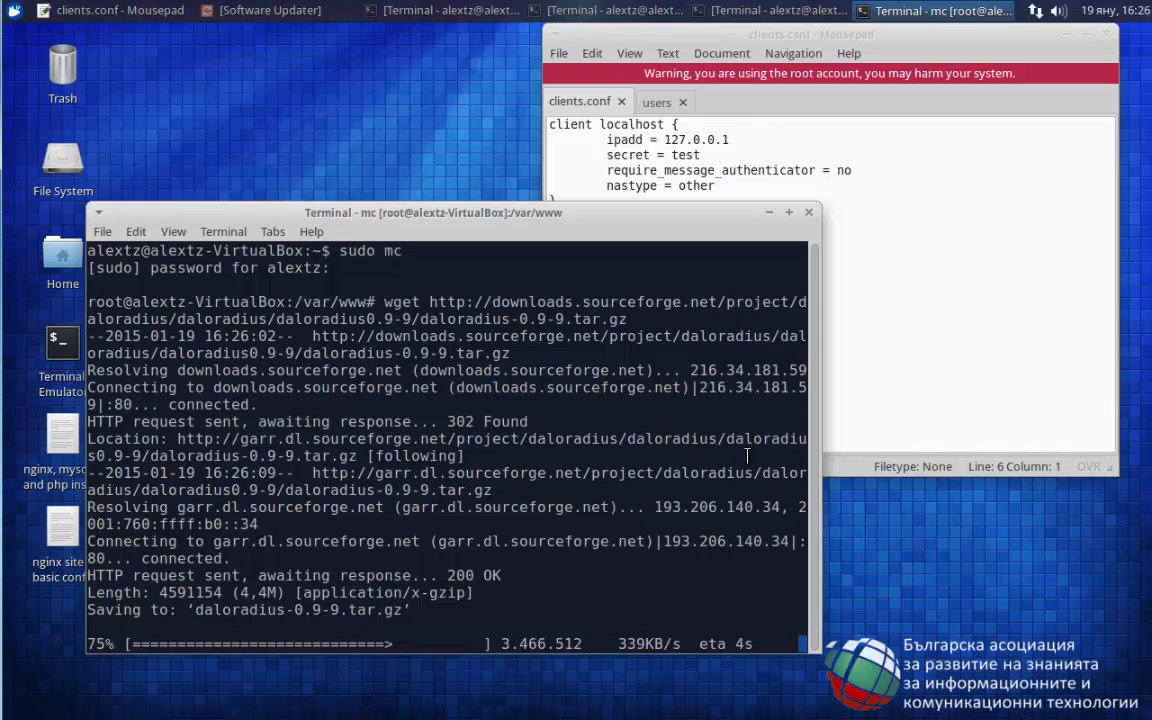 clients.conf - Mousepad
[Software Updater]
[Terminal - alextz@alext...
[Terminal - alextz@alext...
[Terminal - alextz@alext...
Terminal - mc [root@ale...
19 яну, 16:26
Trash
File System
Home
Terminal
Emulator
nginx, mys
and php ins
nginx site
basic conf
clients.conf - Mousepad
File Edit View Text Document Navigation Help
Warning, you are using the root account, you may harm your system.
clients.conf
users
client localhost {
ipadd = 127.0.0.1
secret = test
require_message_authenticator = no
nastype = other
}
Filetype: None Line: 6 Column: 1 OVR
Terminal - mc [root@alextz-VirtualBox]:/var/www
File Edit View Terminal Tabs Help
alextz@alextz-VirtualBox:~$ sudo mc
[sudo] password for alextz:
root@alextz-VirtualBox:/var/www# wget http://downloads.sourceforge.net/project/d
aloradius/daloradius/daloradius0.9-9/daloradius-0.9-9.tar.gz
--2015-01-19 16:26:02-- http://downloads.sourceforge.net/project/daloradius/dal
oradius/daloradius0.9-9/daloradius-0.9-9.tar.gz
Resolving downloads.sourceforge.net (downloads.sourceforge.net)... 216.34.181.59
Connecting to downloads.sourceforge.net (downloads.sourceforge.net)|216.34.181.5
9|:80... connected.
HTTP request sent, awaiting response... 302 Found
Location: http://garr.dl.sourceforge.net/project/daloradius/daloradius/daloradiu
s0.9-9/daloradius-0.9-9.tar.gz [following]
--2015-01-19 16:26:09-- http://garr.dl.sourceforge.net/project/daloradius/dalor
adius/daloradius0.9-9/daloradius-0.9-9.tar.gz
Resolving garr.dl.sourceforge.net (garr.dl.sourceforge.net)... 193.206.140.34, 2
001:760:ffff:b0::34
Connecting to garr.dl.sourceforge.net (garr.dl.sourceforge.net)|193.206.140.34|:
80... connected.
HTTP request sent, awaiting response... 200 OK
Length: 4591154 (4,4M) [application/x-gzip]
Saving to: ‘daloradius-0.9-9.tar.gz’
75% [===========================> ] 3.466.512 339KB/s eta 4s
Българска асоциация
за развитие на знанията
за информационните и
комуникационни технологии